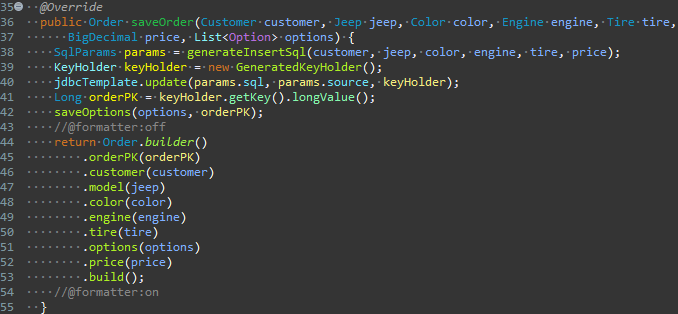 35 @Override
36 public Order saveOrder(Customer customer, Jeep jeep, Color color, Engine engine, Tire tire,
37 BigDecimal price, List<Option> options) {
38 SqlParams params = generateInsertSql(customer, jeep, color, engine, tire, price);
39 KeyHolder keyHolder = new GeneratedKeyHolder();
40 jdbcTemplate.update(params.sql, params.source, keyHolder);
41 Long orderPK = keyHolder.getKey().longValue();
42 saveOptions(options, orderPK);
43 //@formatter:off
44 return Order.builder()
45 .orderPK(orderPK)
46 .customer(customer)
47 .model(jeep)
48 .color(color)
49 .engine(engine)
50 .tire(tire)
51 .options(options)
52 .price(price)
53 .build();
54 //@formatter:on
55 }